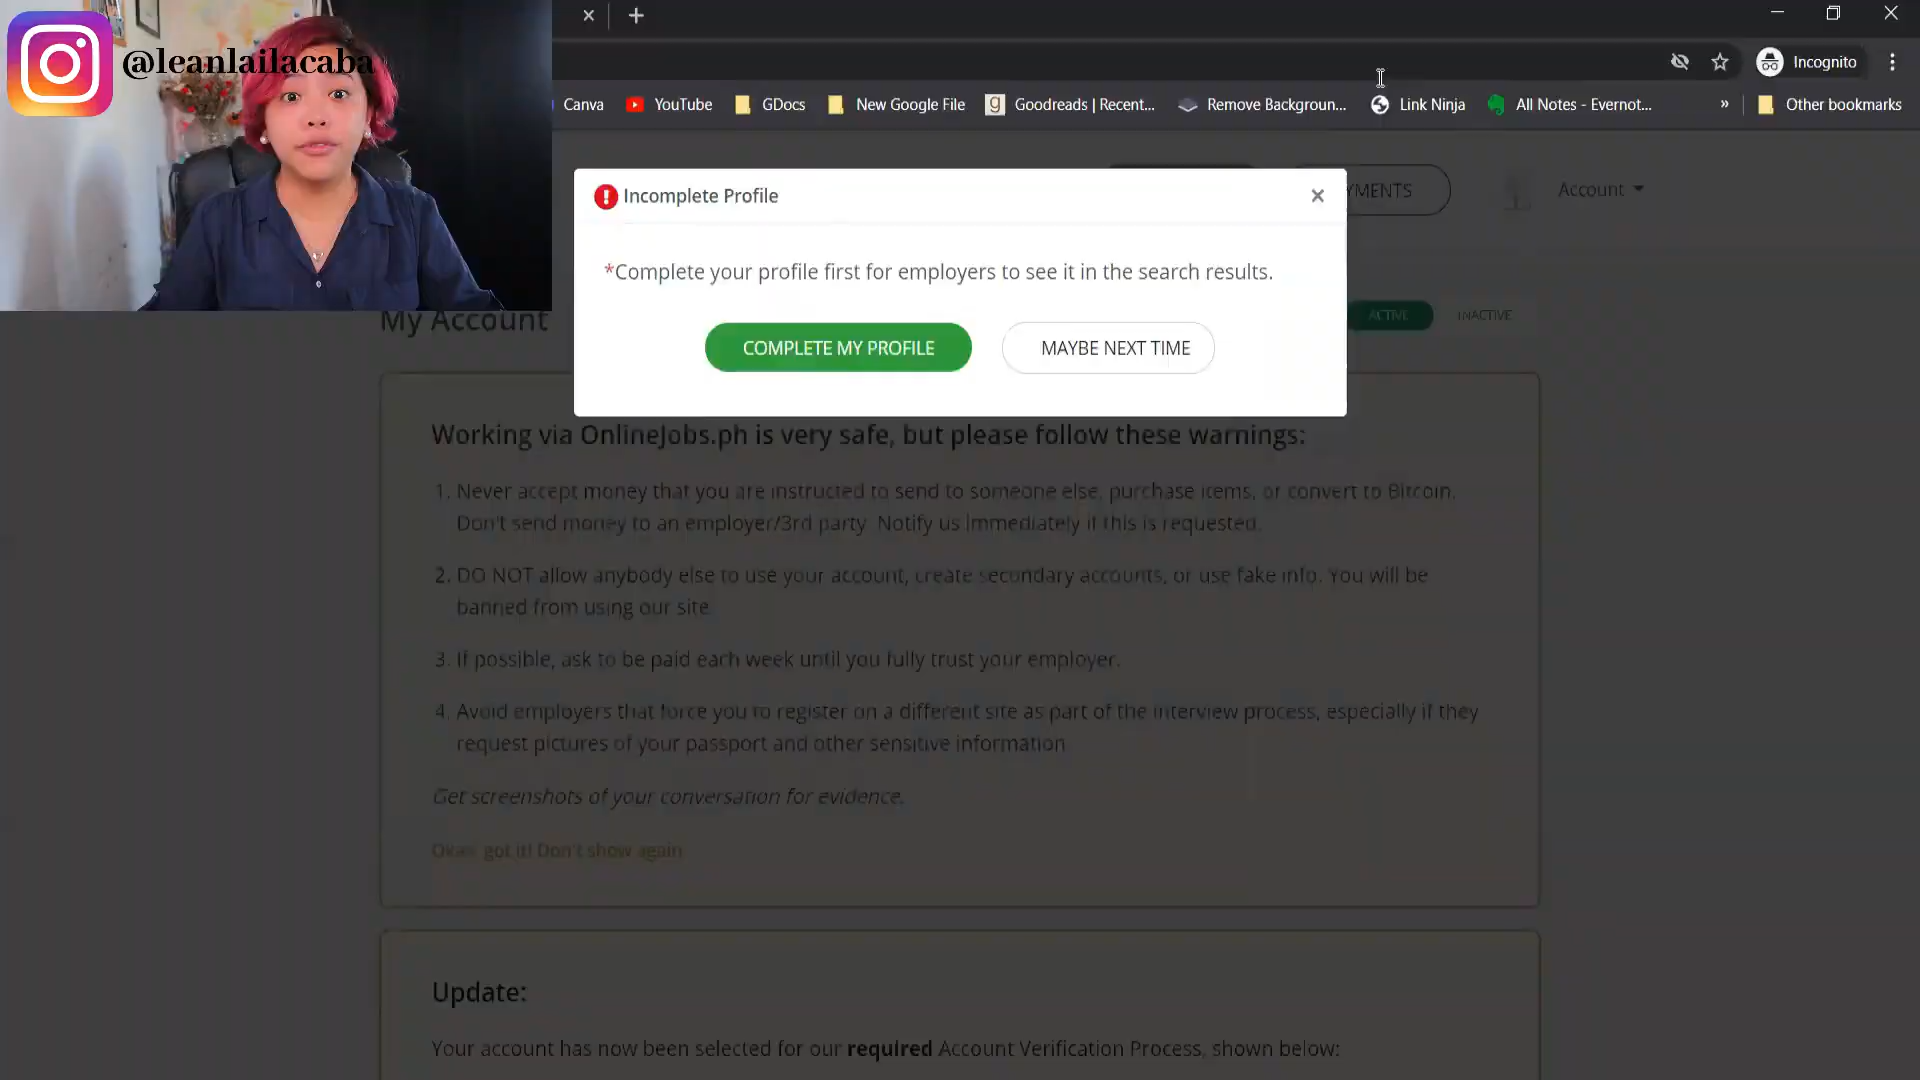 @leanlailacaba
Incognito
Canva
YouTube
GDocs
New Google File
Goodreads | Recent...
Remove Backgroun...
Link Ninja
All Notes - Evernot...
»
Other bookmarks
YMENTS
Account
Incomplete Profile
*Complete your profile first for employers to see it in the search results.
COMPLETE MY PROFILE
MAYBE NEXT TIME
My Account
ACTIVE
INACTIVE
Working via OnlineJobs.ph is very safe, but please follow these warnings:
1. Never accept money that you are instructed to send to someone else, purchase items, or convert to Bitcoin.
Don't send money to an employer/3rd party. Notify us immediately if this is requested.
2. DO NOT allow anybody else to use your account, create secondary accounts, or use fake info. You will be
banned from using our site.
3. If possible, ask to be paid each week until you fully trust your employer.
4. Avoid employers that force you to register on a different site as part of the interview process, especially if they
request pictures of your passport and other sensitive information
Get screenshots of your conversation for evidence.
Okay, got it! Don't show again
Update:
Your account has now been selected for our required Account Verification Process, shown below: